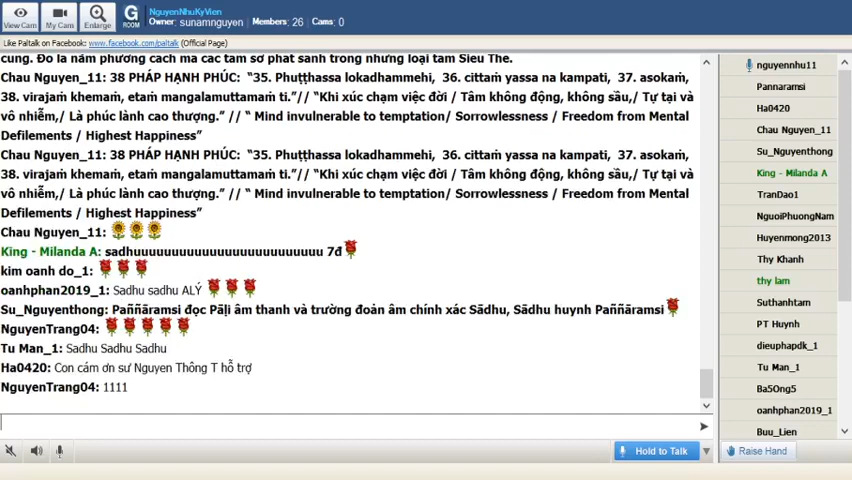 NguyenNhuKyVien
Owner: sunamnguyen   Members: 26   Cams: 0
View Cam   My Cam   Enlarge   G ROOM
Like Paltalk on Facebook: www.facebook.com/paltalk (Official Page)
cung. Đó là năm phương cách mà các tâm sở phát sanh trong những loại tâm Siêu Thế.
Chau Nguyen_11: 38 PHÁP HẠNH PHÚC: “35. Phuṭṭhassa lokadhammehi, 36. cittaṁ yassa na kampati, 37. asokaṁ,
38. virajaṁ khemaṁ, etaṁ mangalamuttamaṁ ti.”// “Khi xúc chạm việc đời / Tâm không động, không sầu,/ Tự tại và
vô nhiễm,/ Là phúc lành cao thượng.” // “ Mind invulnerable to temptation/ Sorrowlessness / Freedom from Mental
Defilements / Highest Happiness”
Chau Nguyen_11: 38 PHÁP HẠNH PHÚC: “35. Phuṭṭhassa lokadhammehi, 36. cittaṁ yassa na kampati, 37. asokaṁ,
38. virajaṁ khemaṁ, etaṁ mangalamuttamaṁ ti.”// “Khi xúc chạm việc đời / Tâm không động, không sầu,/ Tự tại và
vô nhiễm,/ Là phúc lành cao thượng.” // “ Mind invulnerable to temptation/ Sorrowlessness / Freedom from Mental
Defilements / Highest Happiness”
Chau Nguyen_11:
King - Milanda A: sadhuuuuuuuuuuuuuuuuuuuuuuuuu 7đ
kim oanh do_1:
oanhphan2019_1: Sadhu sadhu ALÝ
Su_Nguyenthong: Paññāramsi đọc Pāḷi âm thanh và trường đoản âm chính xác Sādhu, Sādhu huynh Paññāramsi
NguyenTrang04:
Tu Man_1: Sadhu Sadhu Sadhu
Ha0420: Con cám ơn sư Nguyen Thông T hỗ trợ
NguyenTrang04: 1111
Hold to Talk
nguyennhu11
Pannaramsi
Ha0420
Chau Nguyen_11
Su_Nguyenthong
King - Milanda A
TranDao1
NguoiPhuongNam
Huyenmong2013
Thy Khanh
thy lam
Suthanhtam
PT Huynh
dieuphapdk_1
Tu Man_1
Ba5Ong5
oanhphan2019_1
Buu_Lien
Raise Hand